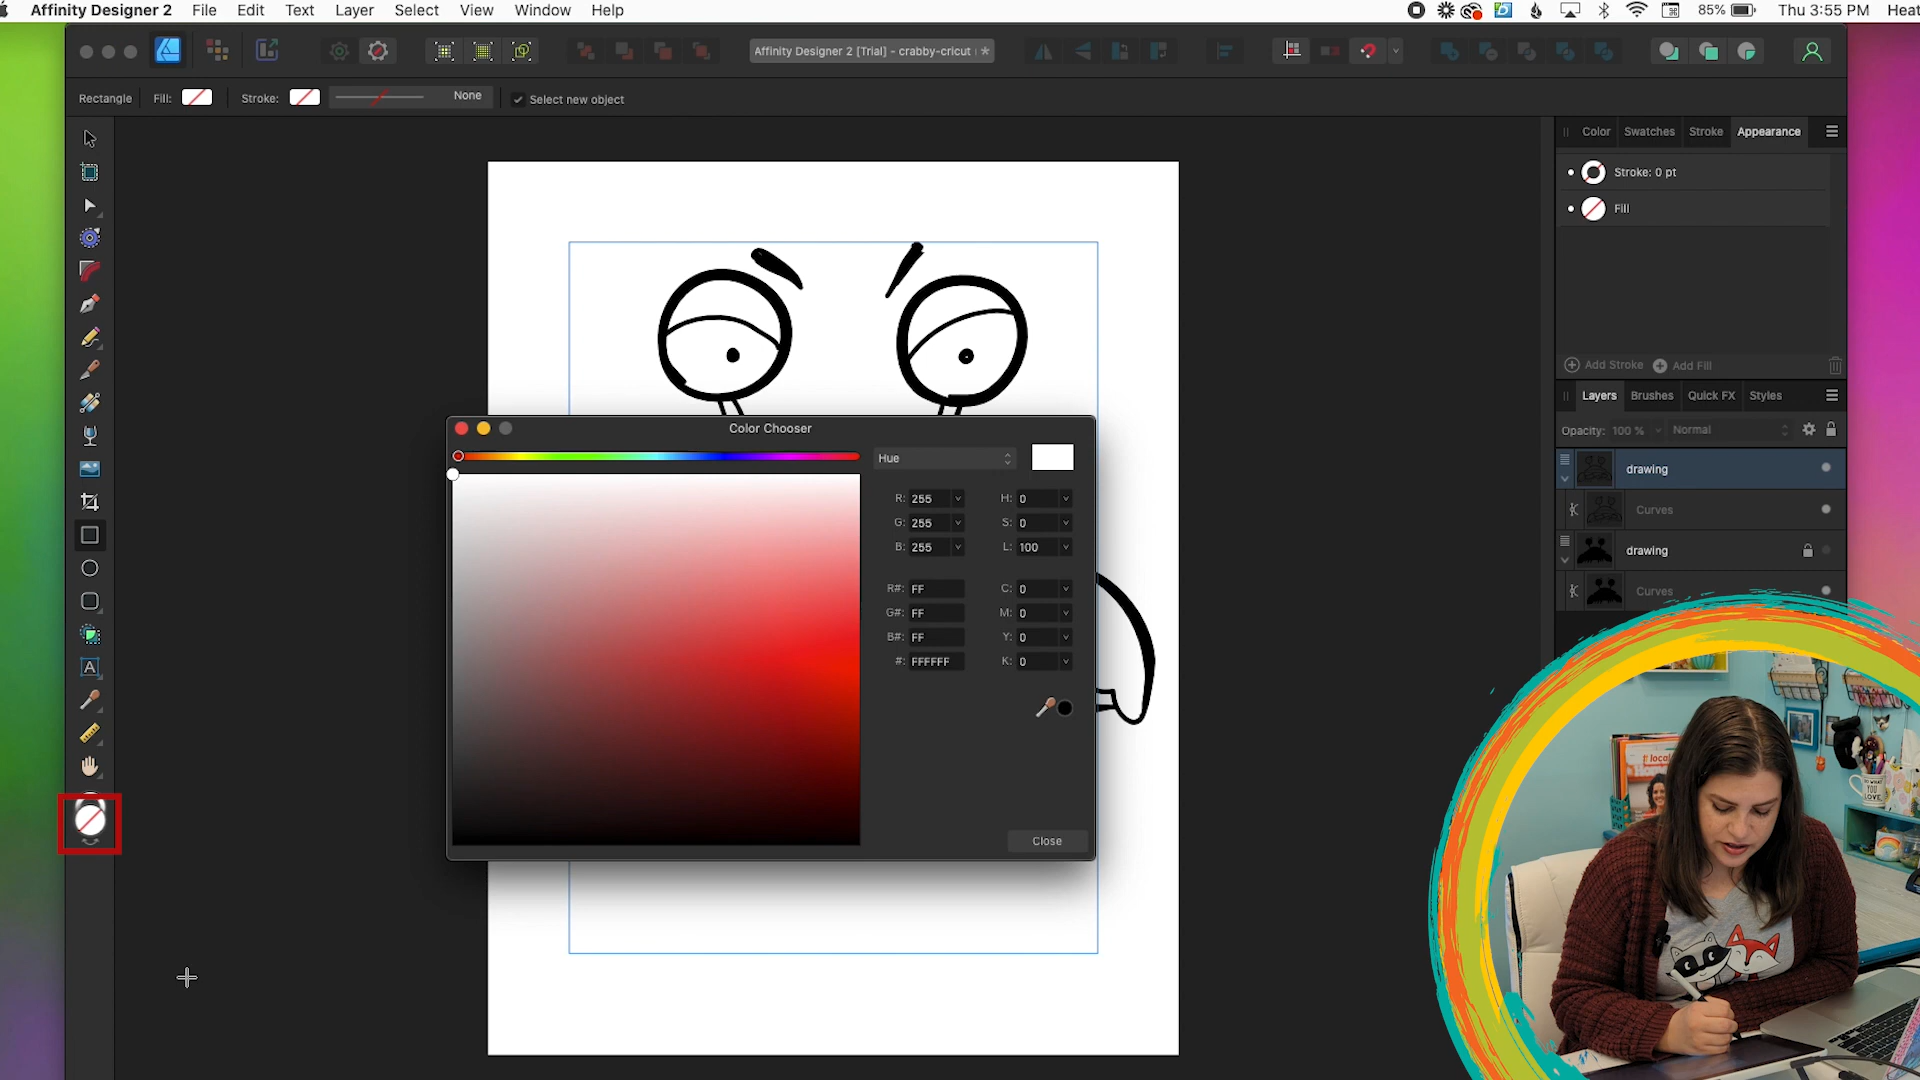 Affinity Designer 2 File Edit Text Layer Select View Window Help 85% Thu 3:55 PM Heat
Affinity Designer 2 [Trial] - crabby-cricut
Rectangle Fill: Stroke: None Select new object
Color Swatches Stroke Appearance
Stroke: 0 pt
Fill
Add Stroke Add Fill
Layers Brushes Quick FX Styles
Opacity: 100 % Normal
drawing
Curves
drawing
Curves
Color Chooser
Hue
R: 255 H: 0
G: 255 S: 0
B: 255 L: 100
R#: FF C: 0
G#: FF M: 0
B#: FF Y: 0
#: FFFFFF K: 0
Close
A
local
YOU
LOVE